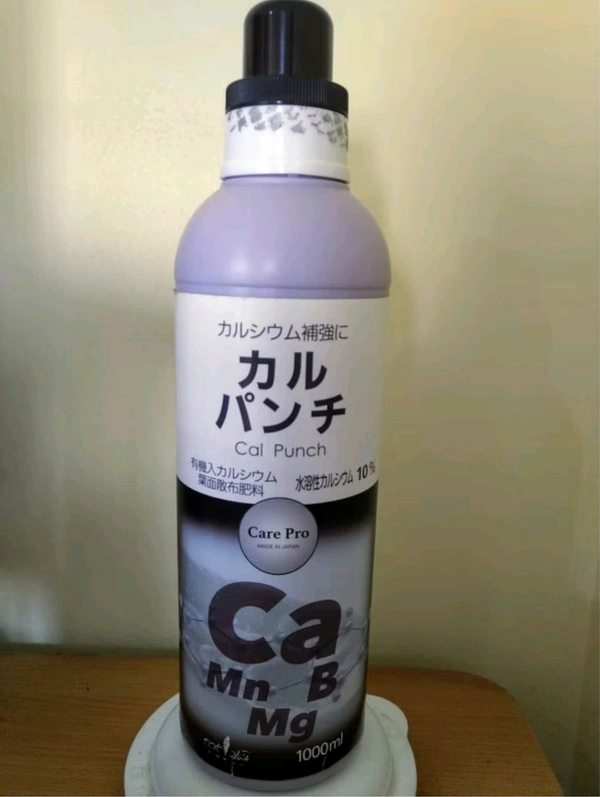 カルシウム補強に
カル
パンチ
Cal Punch
有機入カルシウム
葉面散布肥料
水溶性カルシウム 10%
Care Pro
MADE IN JAPAN
Ca
Mn B
Mg
1000ml